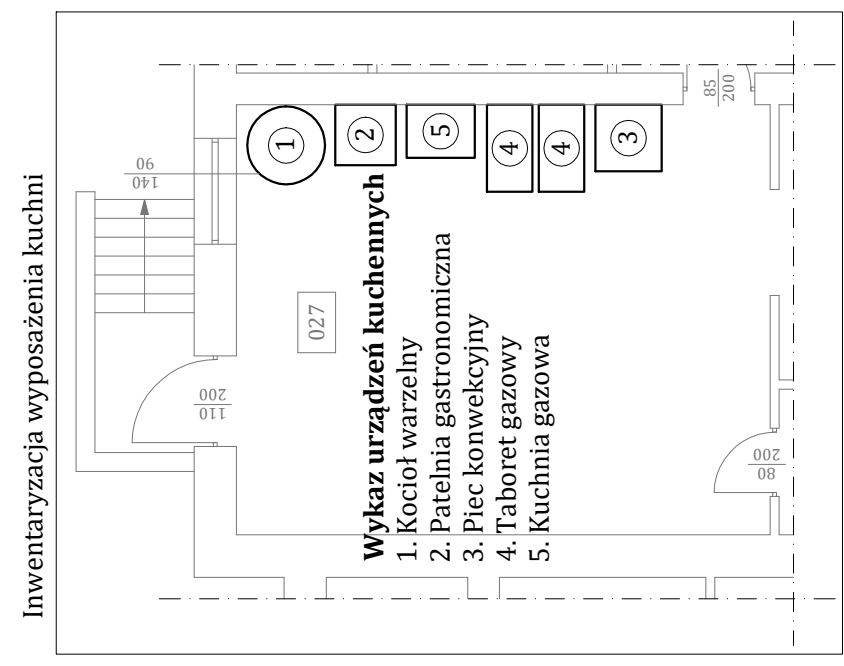 Inwentaryzacja wyposażenia kuchni
90
140
1
2
5
4
4
3
85
200
027
200
110
200
80
Wykaz urządzeń kuchennych
1. Kocioł warzelny
2. Patelnia gastronomiczna
3. Piec konwekcyjny
4. Taboret gazowy
5. Kuchnia gazowa